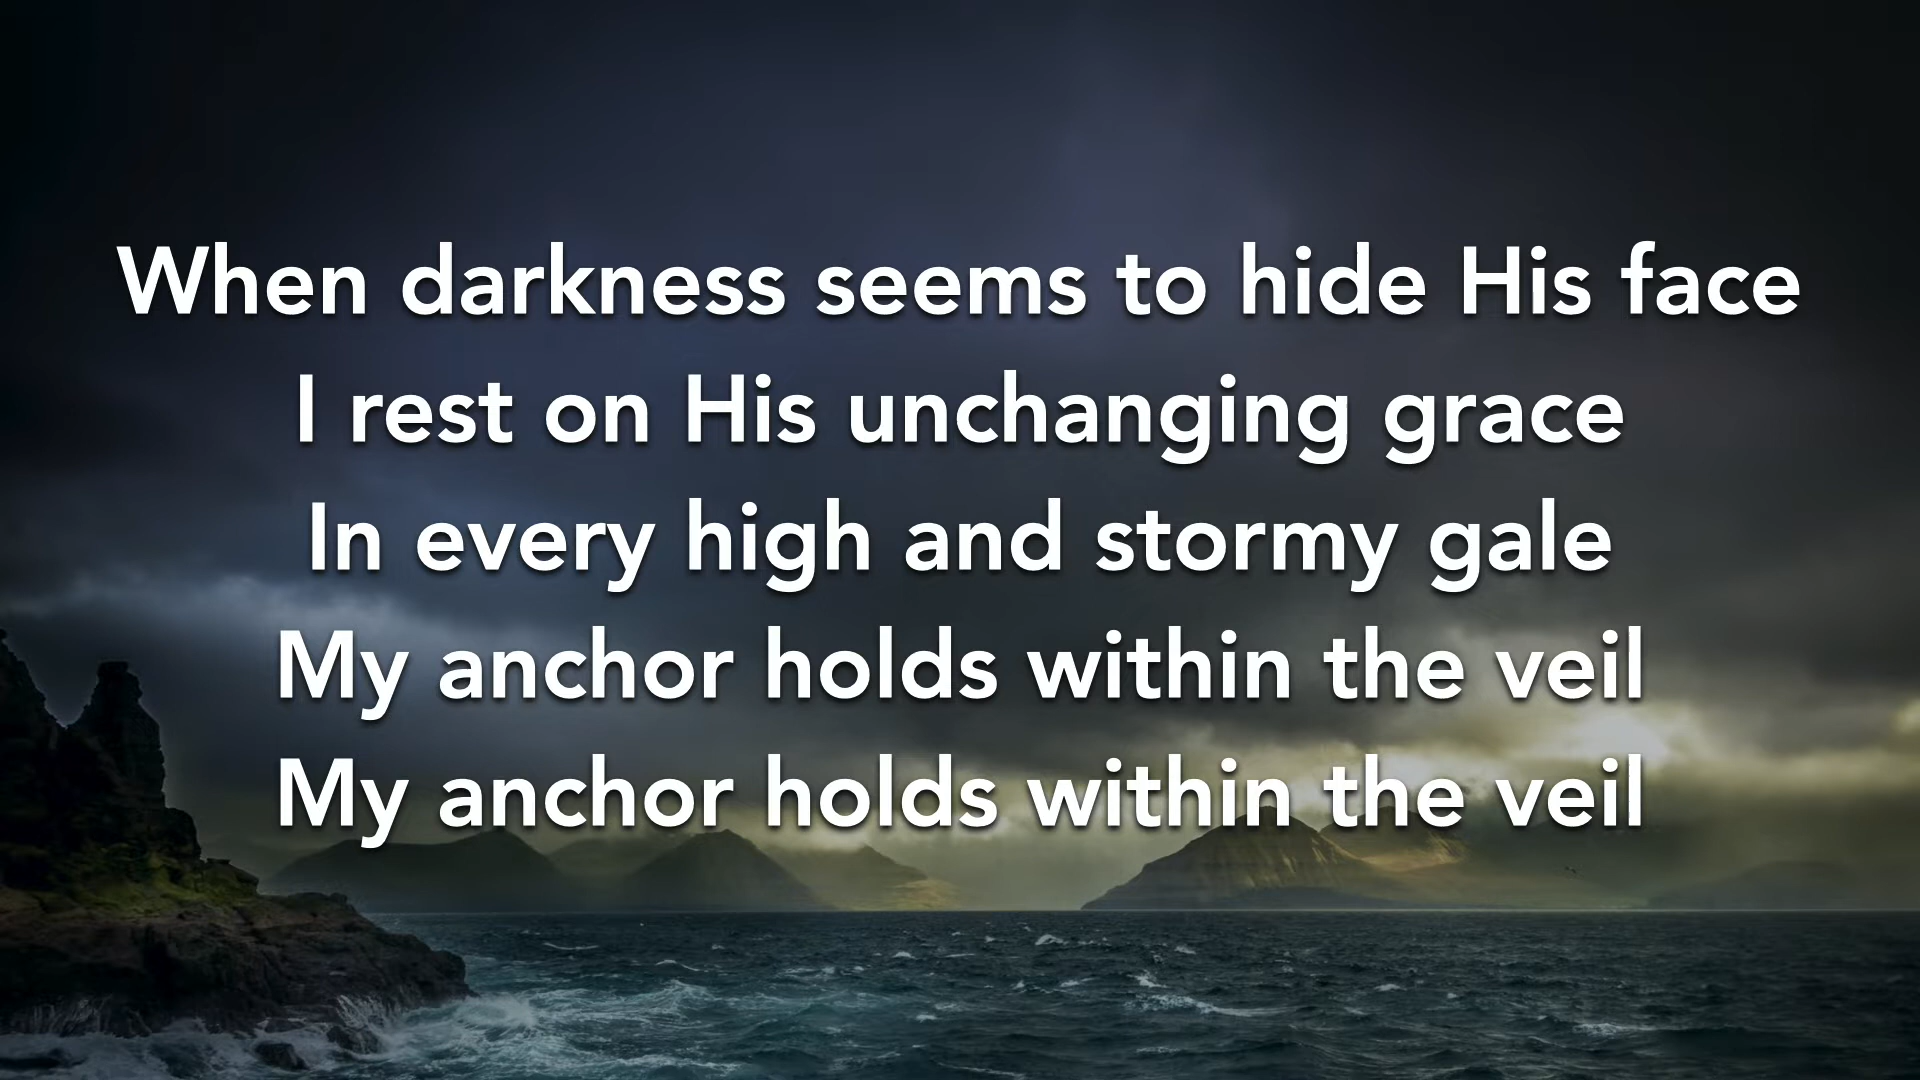 When darkness seems to hide His face
I rest on His unchanging grace
In every high and stormy gale
My anchor holds within the veil
My anchor holds within the veil